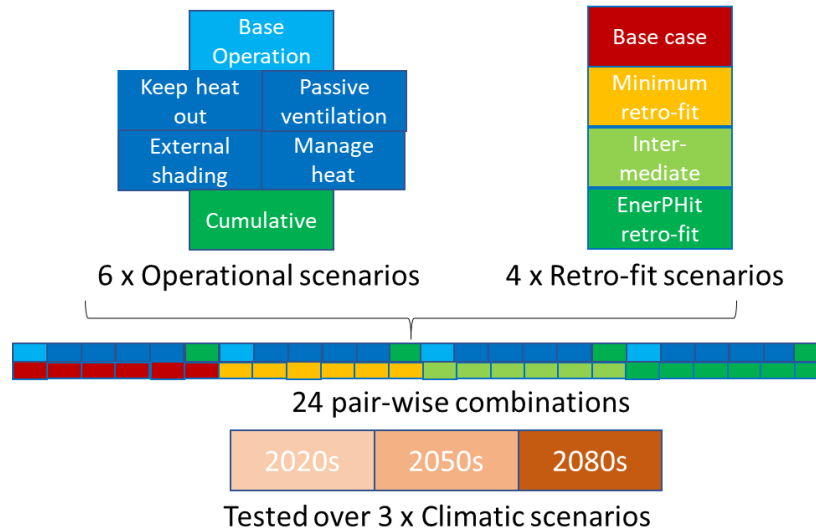 Base
Operation
Keep heat
out
Passive
ventilation
External
shading
Manage
heat
Cumulative
6 x Operational scenarios
Base case
Minimum
retro-fit
Inter-
mediate
EnerPHit
retro-fit
4 x Retro-fit scenarios
24 pair-wise combinations
2020s
2050s
2080s
Tested over 3 x Climatic scenarios